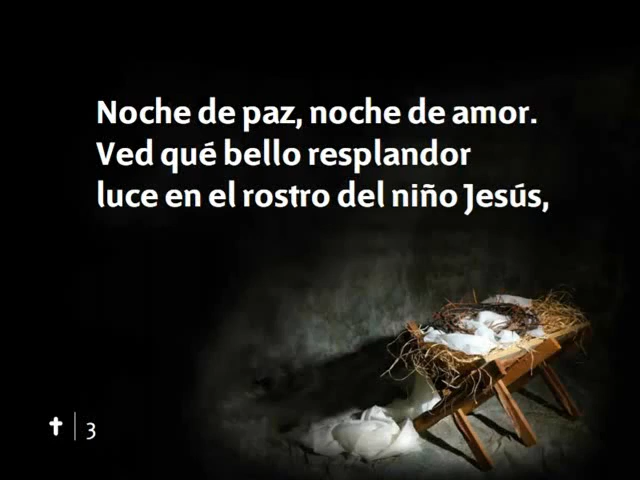 Noche de paz, noche de amor.
Ved qué bello resplandor
luce en el rostro del niño Jesús,
3